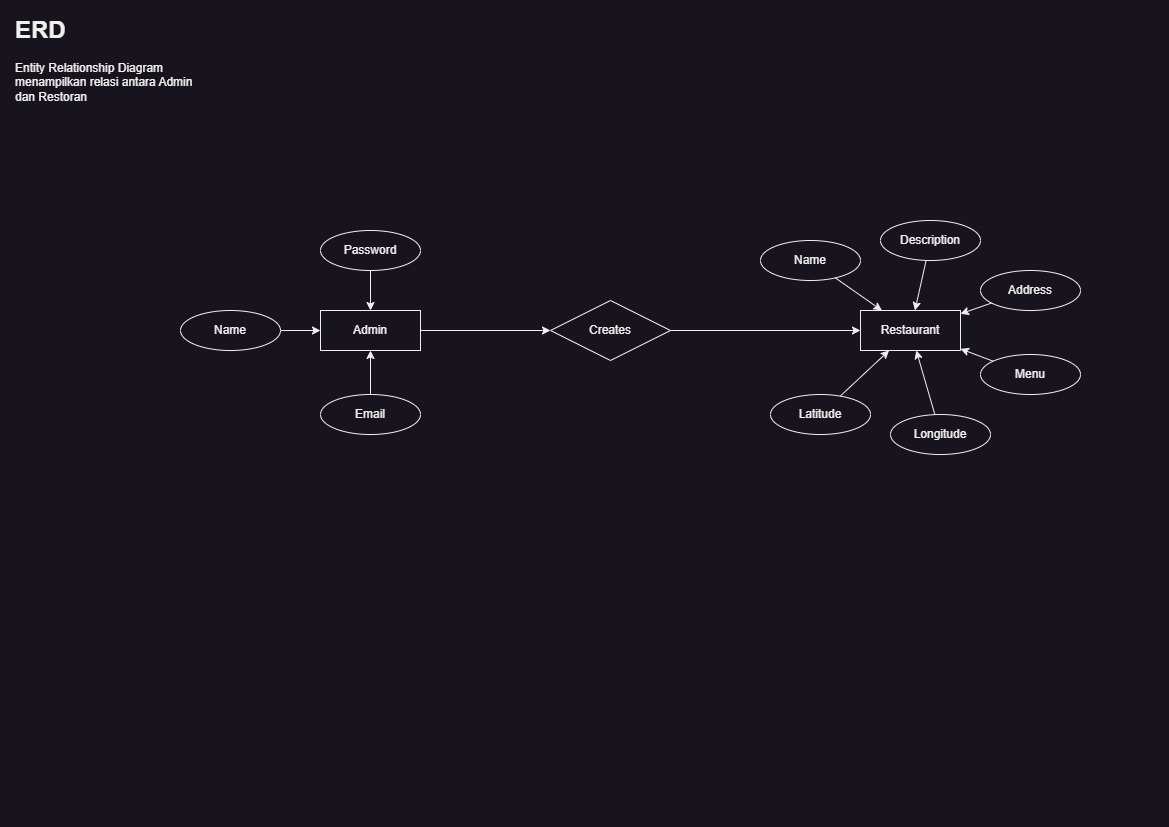 ERD
Entity Relationship Diagram
menampilkan relasi antara Admin
dan Restoran
Password
Name
Admin
Email
Creates
Name
Description
Address
Restaurant
Menu
Latitude
Longitude